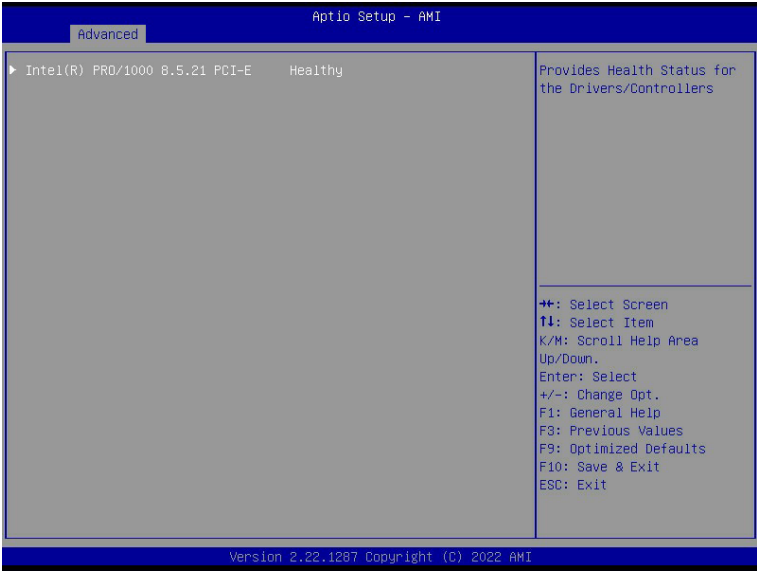 Aptio Setup – AMI
Advanced
▶ Intel(R) PRO/1000 8.5.21 PCI-E Healthy
Provides Health Status for
the Drivers/Controllers
→←: Select Screen
↑↓: Select Item
K/M: Scroll Help Area
Up/Down.
Enter: Select
+/-: Change Opt.
F1: General Help
F3: Previous Values
F9: Optimized Defaults
F10: Save & Exit
ESC: Exit
Version 2.22.1287 Copyright (C) 2022 AMI